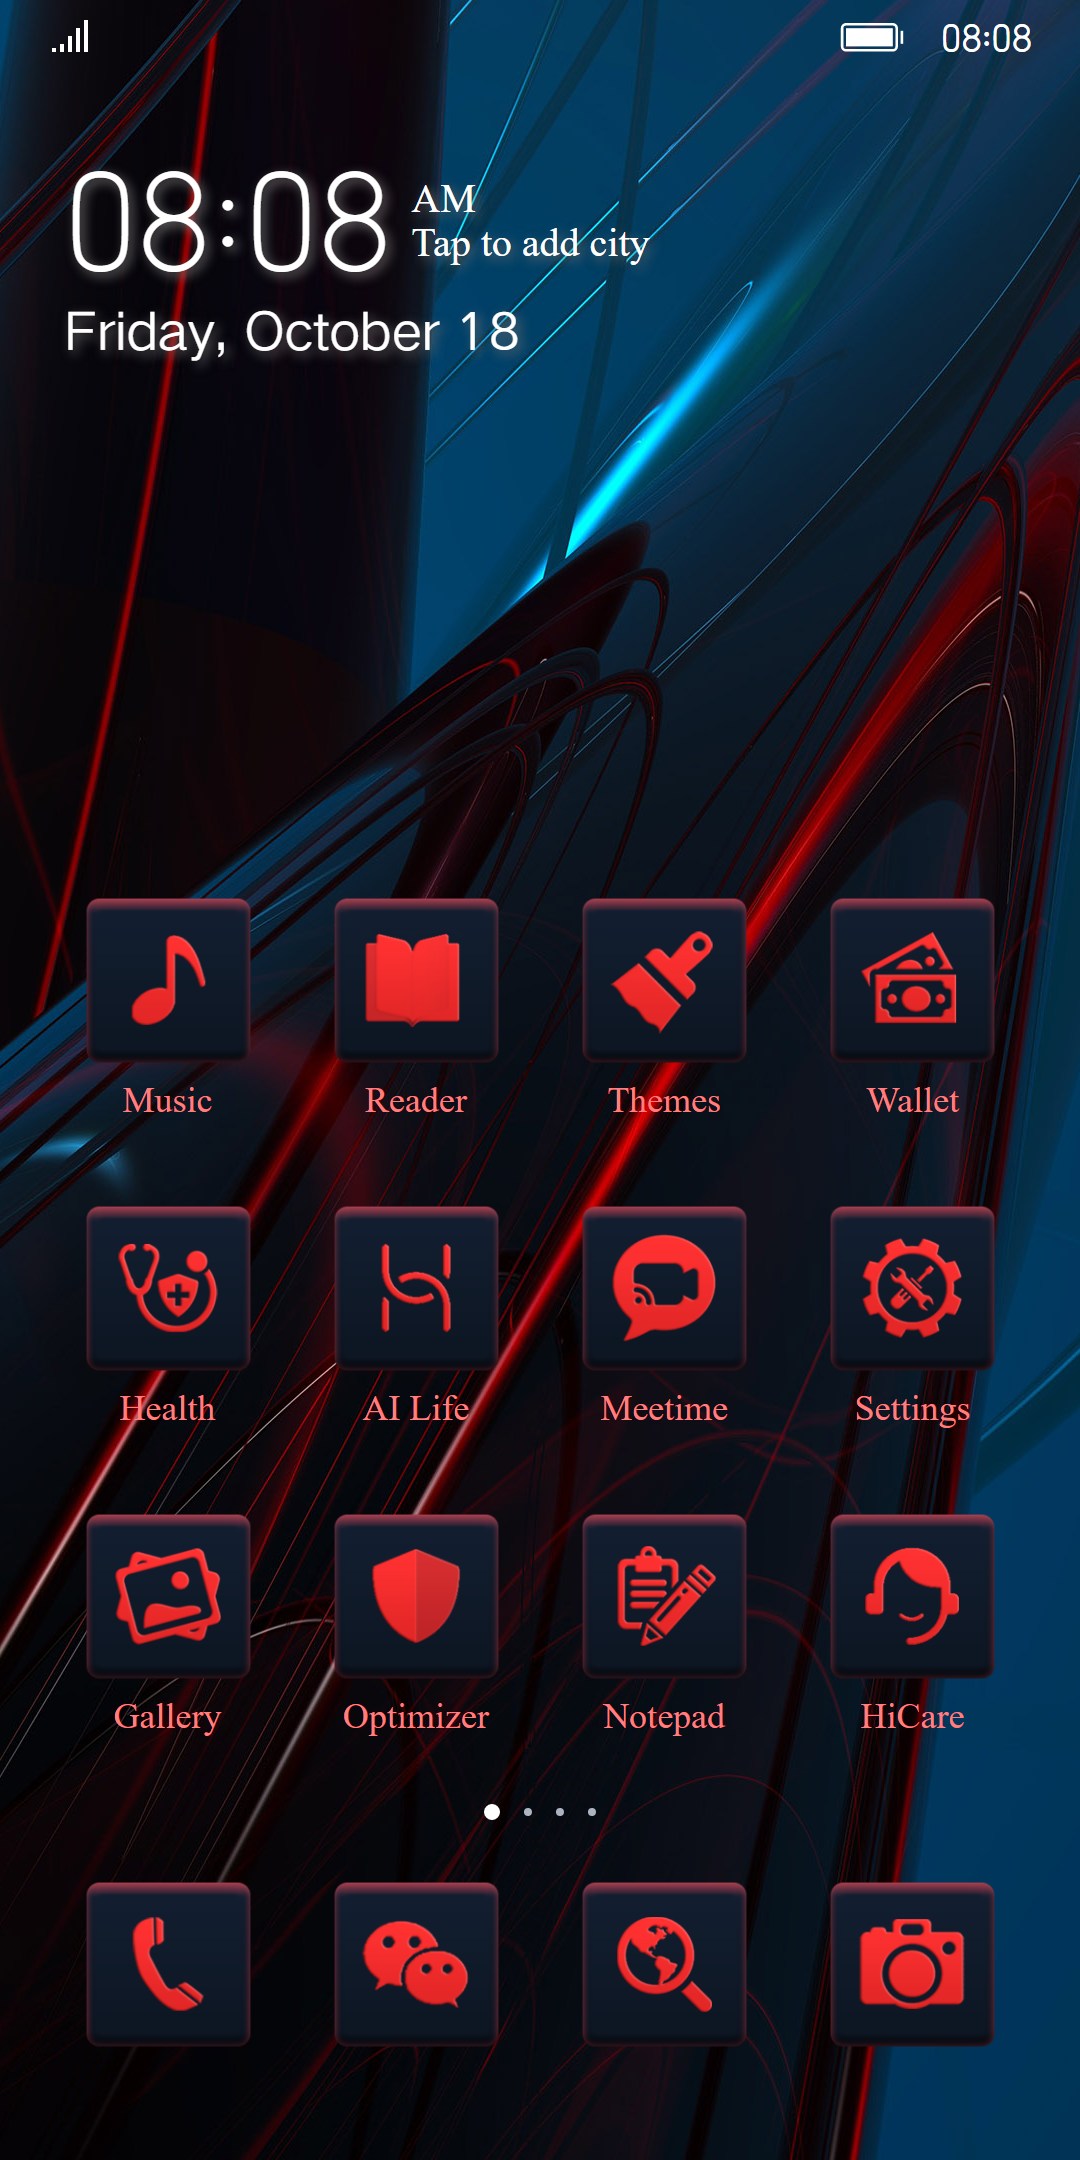 08:08
08:08
AM
Tap to add city
Friday, October 18
Music
Reader
Themes
Wallet
Health
AI Life
Meetime
Settings
Gallery
Optimizer
Notepad
HiCare